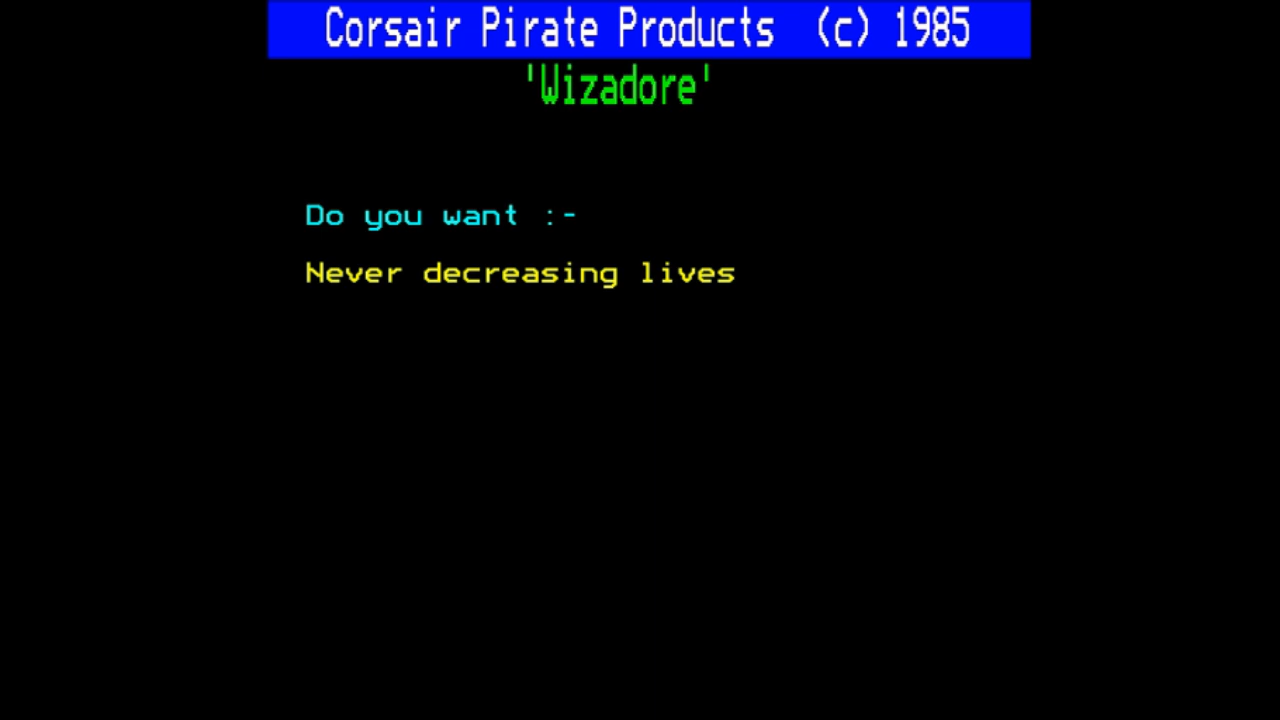 Corsair Pirate Products  (c) 1985
'Wizadore'
Do you want :-
Never decreasing lives